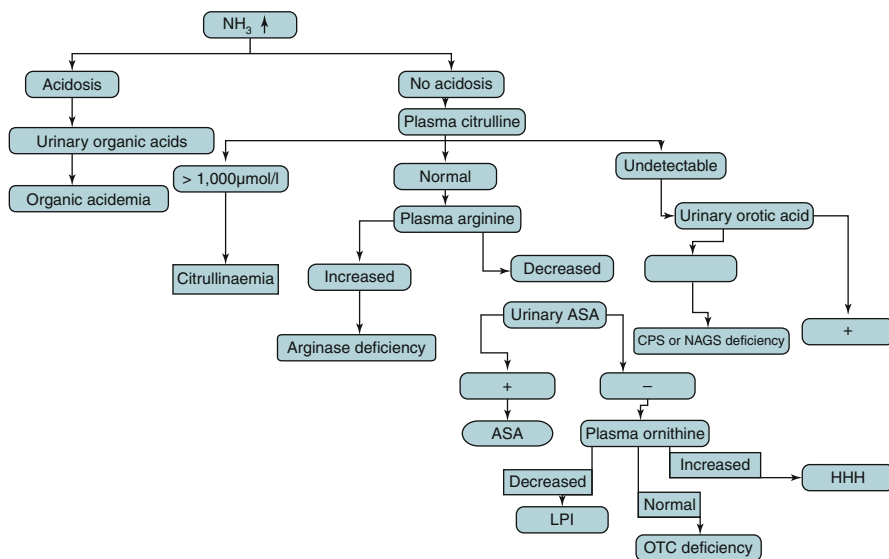 NH₃ ↑
Acidosis
No acidosis
Plasma citrulline
Urinary organic acids
Undetectable
> 1,000µmol/l
Normal
Organic acidemia
Plasma arginine
Urinary orotic acid
Citrullinaemia
Increased
Decreased
Urinary ASA
Arginase deficiency
CPS or NAGS deficiency
+
+
–
ASA
Plasma ornithine
Increased
Decreased
HHH
Normal
LPI
OTC deficiency